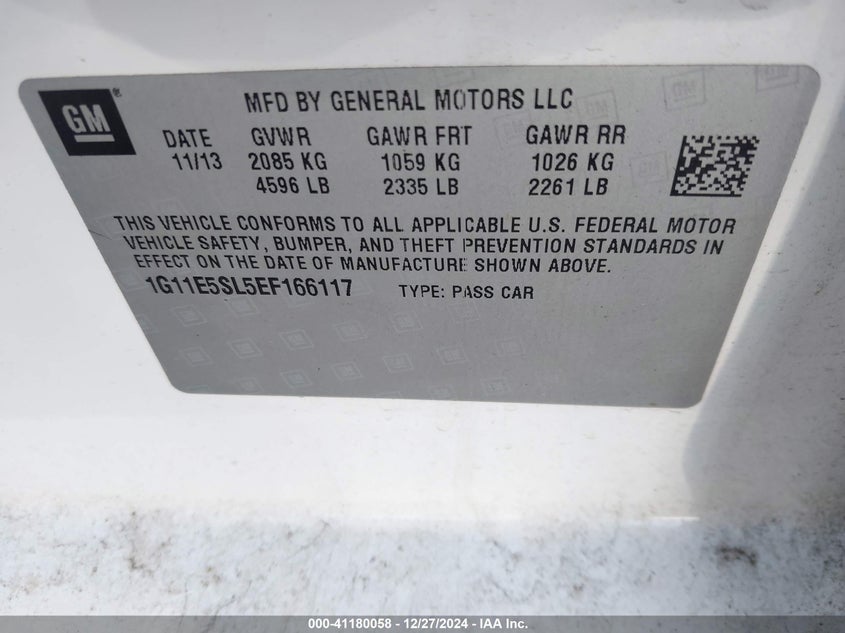 GM
MFD BY GENERAL MOTORS LLC
DATE GVWR GAWR FRT GAWR RR
11/13 2085 KG 1059 KG 1026 KG
4596 LB 2335 LB 2261 LB
THIS VEHICLE CONFORMS TO ALL APPLICABLE U.S. FEDERAL MOTOR
VEHICLE SAFETY, BUMPER, AND THEFT PREVENTION STANDARDS IN
EFFECT ON THE DATE OF MANUFACTURE SHOWN ABOVE.
1G11E5SL5EF166117 TYPE: PASS CAR
000-41180058 - 12/27/2024 - IAA Inc.